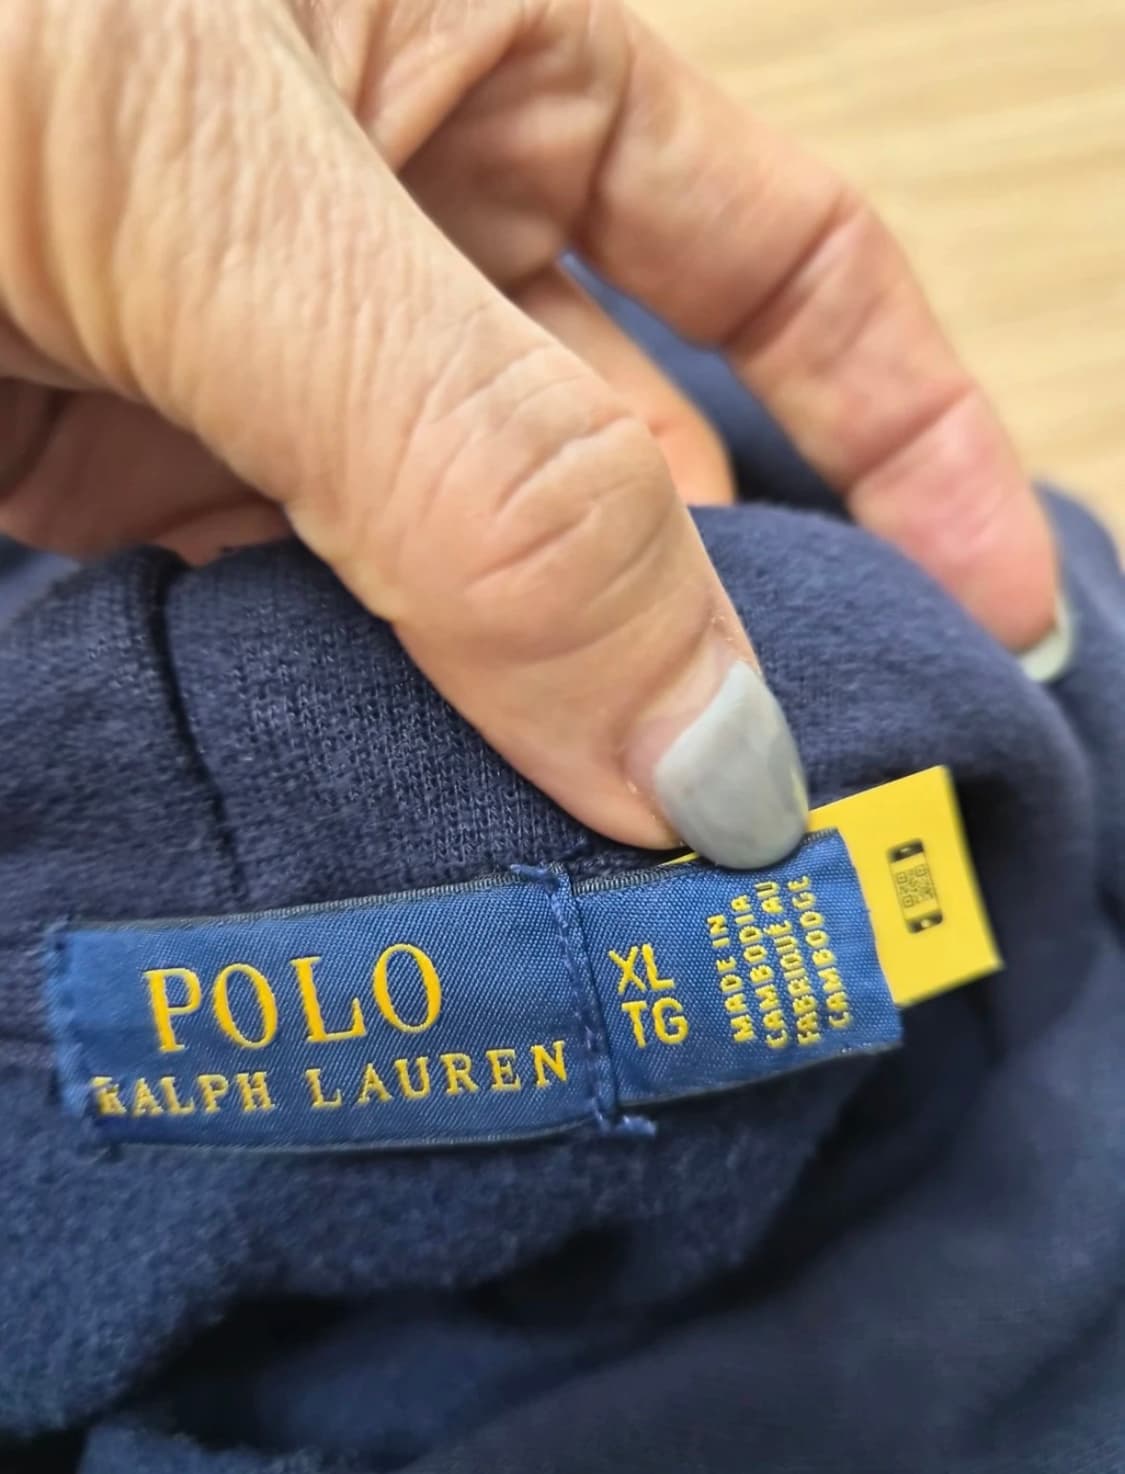 POLO
RALPH LAUREN
XL
TG
MADE IN
CAMBODIA
FABRIQUÉ AU
CAMBODGE